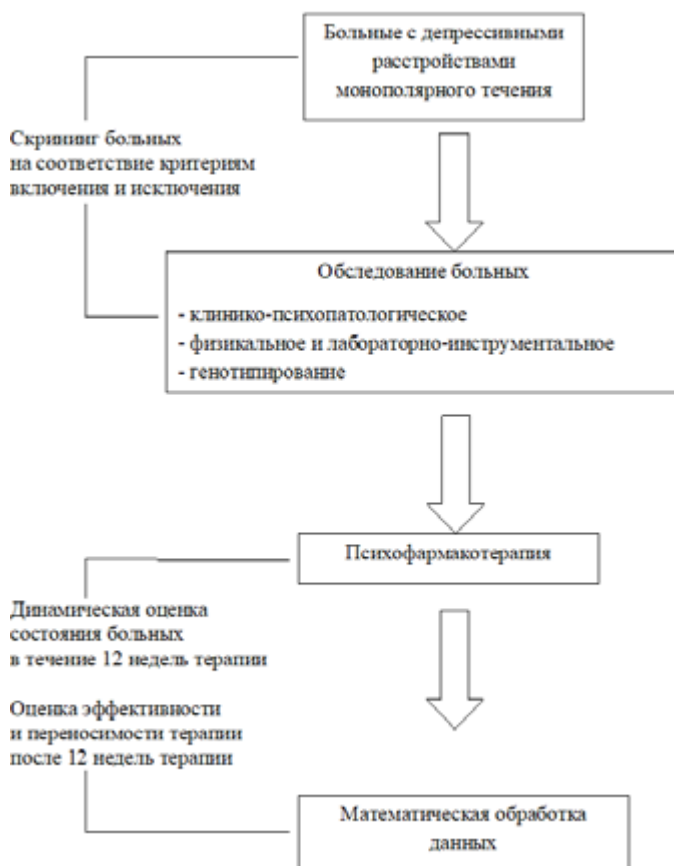 Больные с депрессивными
расстройствами
монополярного течения
Скрининг больных
на соответствие критериям
включения и исключения
Обследование больных
- клинико-психопатологическое
- физикальное и лабораторно-инструментальное
- генотипирование
Психофармакотерапия
Динамическая оценка
состояния больных
в течение 12 недель терапии
Оценка эффективности
и переносимости терапии
после 12 недель терапии
Математическая обработка
данных